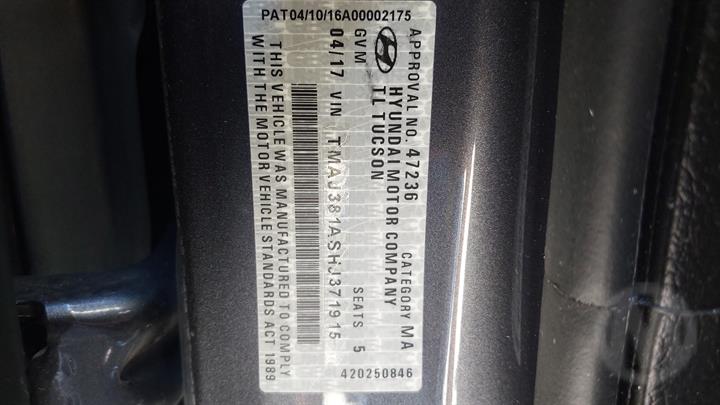 PAT04/10/16A00002175
APPROVAL NO. 47236 CATEGORY MA
HYUNDAI MOTOR COMPANY
TL TUCSON
GVM SEATS 5
04/17 VIN TMAJ381ASHJ371915
THIS VEHICLE WAS MANUFACTURED TO COMPLY
WITH THE MOTOR VEHICLE STANDARDS ACT 1989
420250846